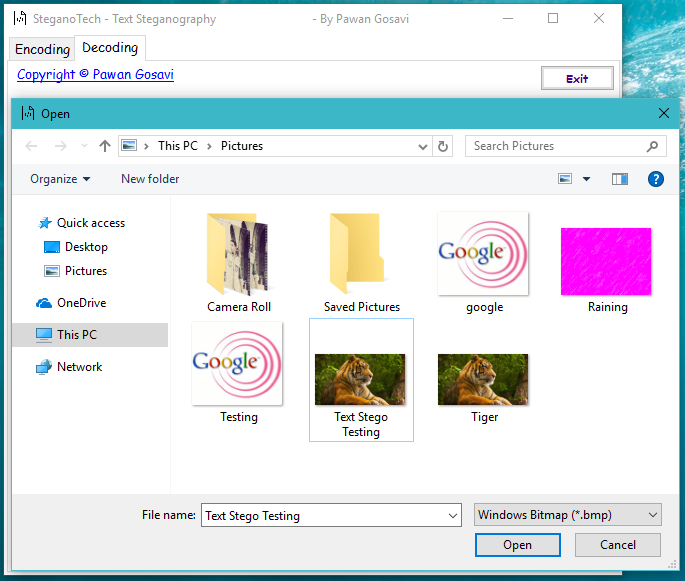 SteganoTech - Text Steganography - By Pawan Gosavi
Encoding Decoding
Copyright © Pawan Gosavi
Exit
Open
This PC Pictures
Search Pictures
Organize New folder
?
Quick access
Desktop
Pictures
OneDrive
This PC
Network
Google
Camera Roll Saved Pictures google Raining
Google
Testing Text Stego
Testing Tiger
File name: Text Stego Testing Windows Bitmap (*.bmp)
Open Cancel